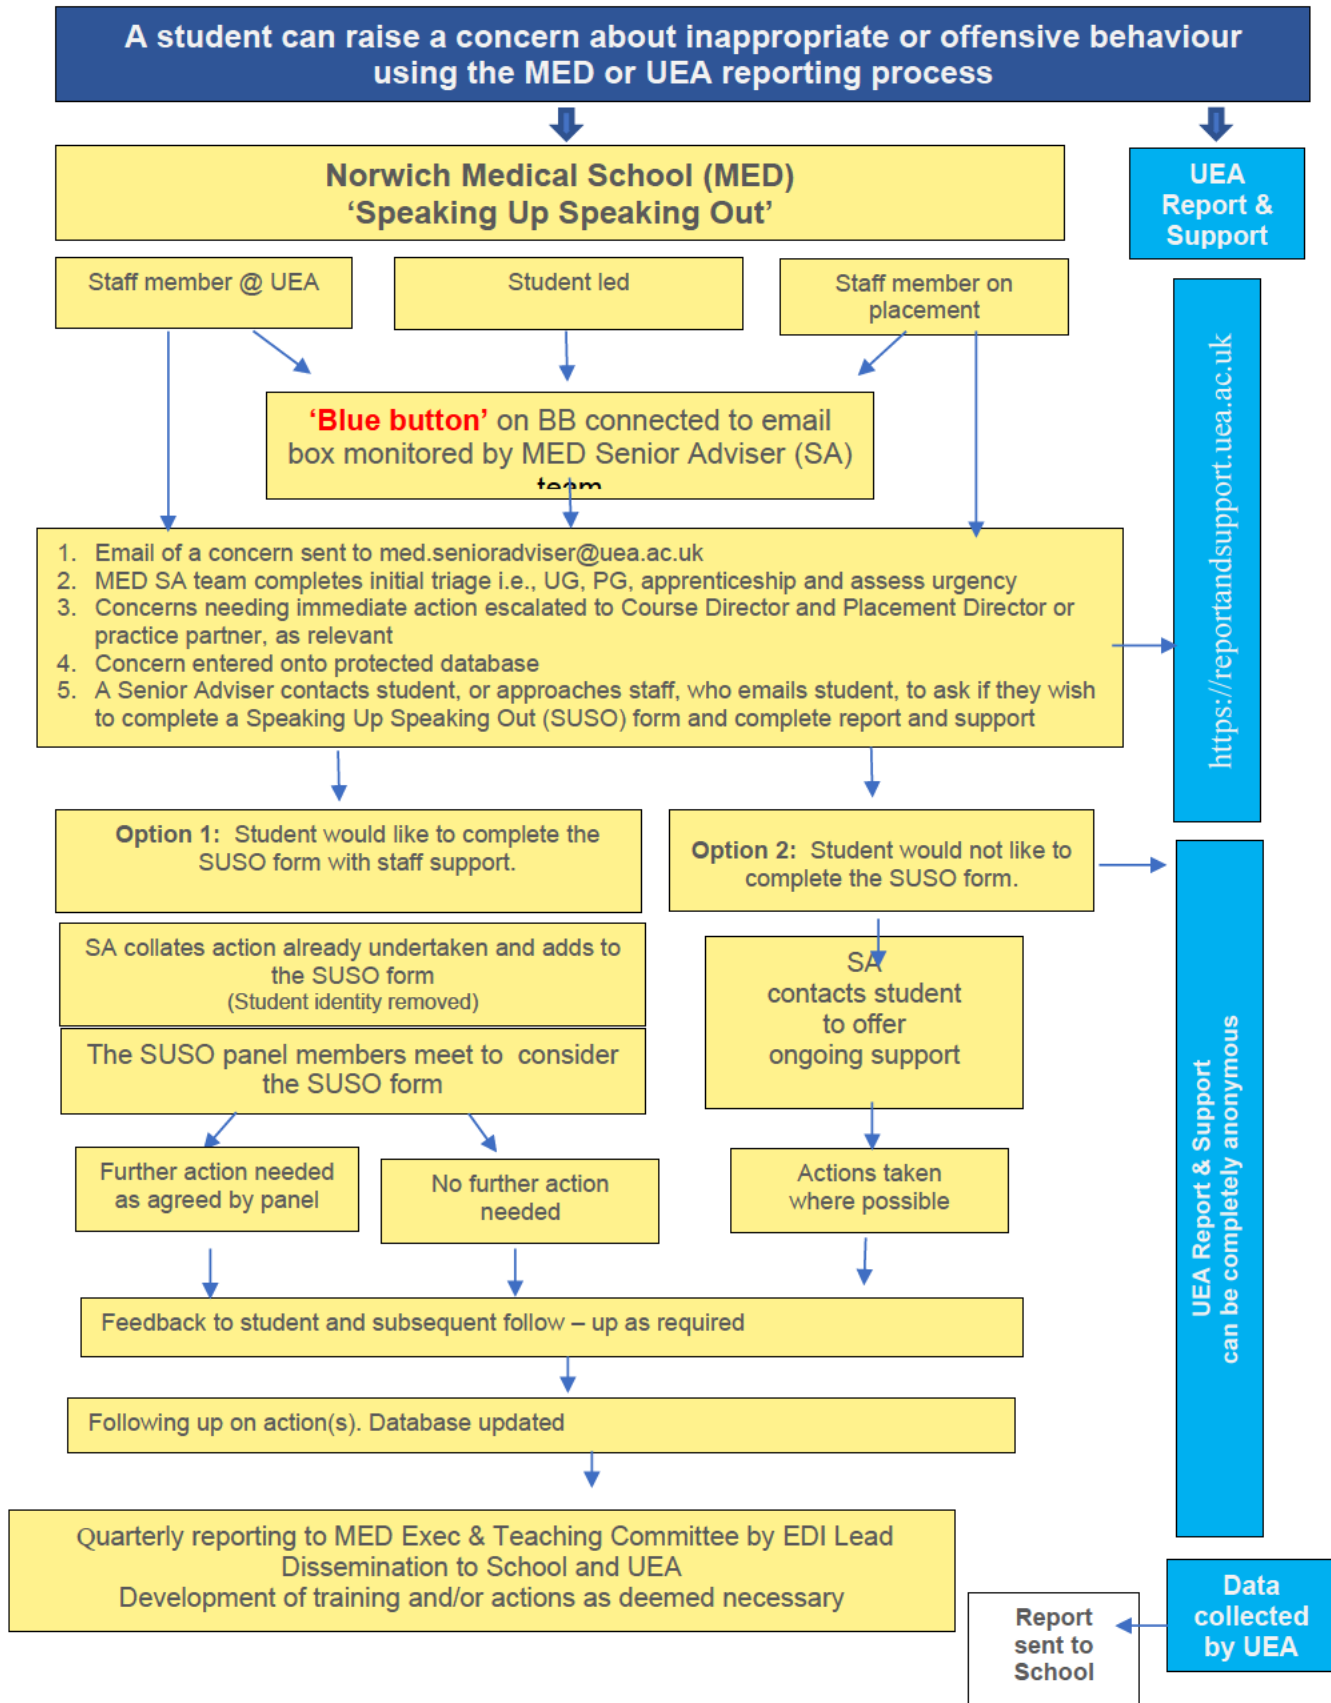 A student can raise a concern about inappropriate or offensive behaviour
using the MED or UEA reporting process
Norwich Medical School (MED)
‘Speaking Up Speaking Out’
UEA
Report &
Support
Staff member @ UEA
Student led
Staff member on
placement
‘Blue button’ on BB connected to email
box monitored by MED Senior Adviser (SA)
team
https://reportandsupport.uea.ac.uk
1. Email of a concern sent to med.senioradviser@uea.ac.uk
2. MED SA team completes initial triage i.e., UG, PG, apprenticeship and assess urgency
3. Concerns needing immediate action escalated to Course Director and Placement Director or
practice partner, as relevant
4. Concern entered onto protected database
5. A Senior Adviser contacts student, or approaches staff, who emails student, to ask if they wish
to complete a Speaking Up Speaking Out (SUSO) form and complete report and support
Option 1: Student would like to complete the
SUSO form with staff support.
Option 2: Student would not like to
complete the SUSO form.
SA collates action already undertaken and adds to
the SUSO form
(Student identity removed)
SA
contacts student
to offer
ongoing support
The SUSO panel members meet to consider
the SUSO form
Further action needed
as agreed by panel
No further action
needed
Actions taken
where possible
UEA Report & Support
can be completely anonymous
Feedback to student and subsequent follow – up as required
Following up on action(s). Database updated
Quarterly reporting to MED Exec & Teaching Committee by EDI Lead
Dissemination to School and UEA
Development of training and/or actions as deemed necessary
Report
sent to
School
Data
collected
by UEA